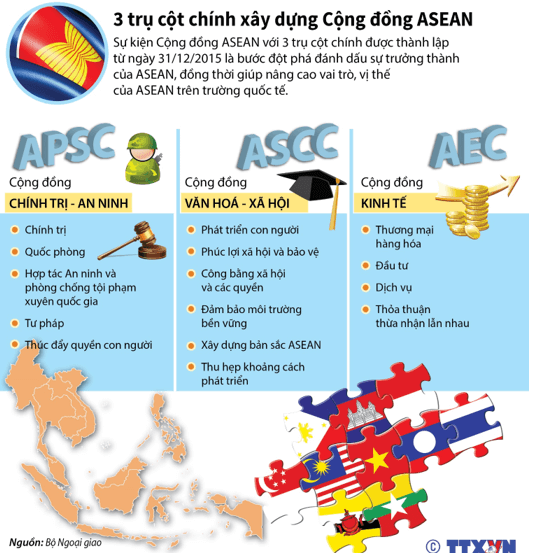 3 trụ cột chính xây dựng Cộng đồng ASEAN
Sự kiện Cộng đồng ASEAN với 3 trụ cột chính được thành lập
từ ngày 31/12/2015 là bước đột phá đánh dấu sự trưởng thành
của ASEAN, đồng thời giúp nâng cao vai trò, vị thế
của ASEAN trên trường quốc tế.
APSC
Cộng đồng
CHÍNH TRỊ - AN NINH
Chính trị
Quốc phòng
Hợp tác An ninh và
phòng chống tội phạm
xuyên quốc gia
Tư pháp
Thúc đẩy quyền con người
ASCC
Cộng đồng
VĂN HOÁ - XÃ HỘI
Phát triển con người
Phúc lợi xã hội và bảo vệ
Công bằng xã hội
và các quyền
Đảm bảo môi trường
bền vững
Xây dựng bản sắc ASEAN
Thu hẹp khoảng cách
phát triển
AEC
Cộng đồng
KINH TẾ
Thương mại
hàng hóa
Đầu tư
Dịch vụ
Thỏa thuận
thừa nhận lẫn nhau
Nguồn: Bộ Ngoại giao
© TTXVN